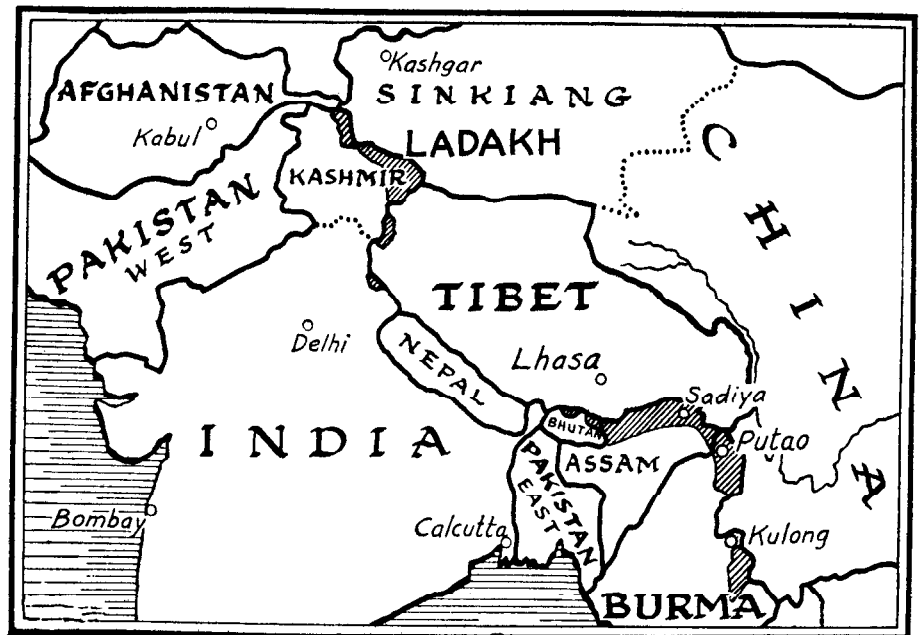 Kashgar
AFGHANISTAN
SINKIANG
Kabul
LADAKH
CHINA
KASHMIR
PAKISTAN
WEST
TIBET
Delhi
NEPAL
Lhasa
Sadiya
BHUTAN
INDIA
Putao
ASSAM
PAKISTAN
EAST
Bombay
Calcutta
Kulong
BURMA